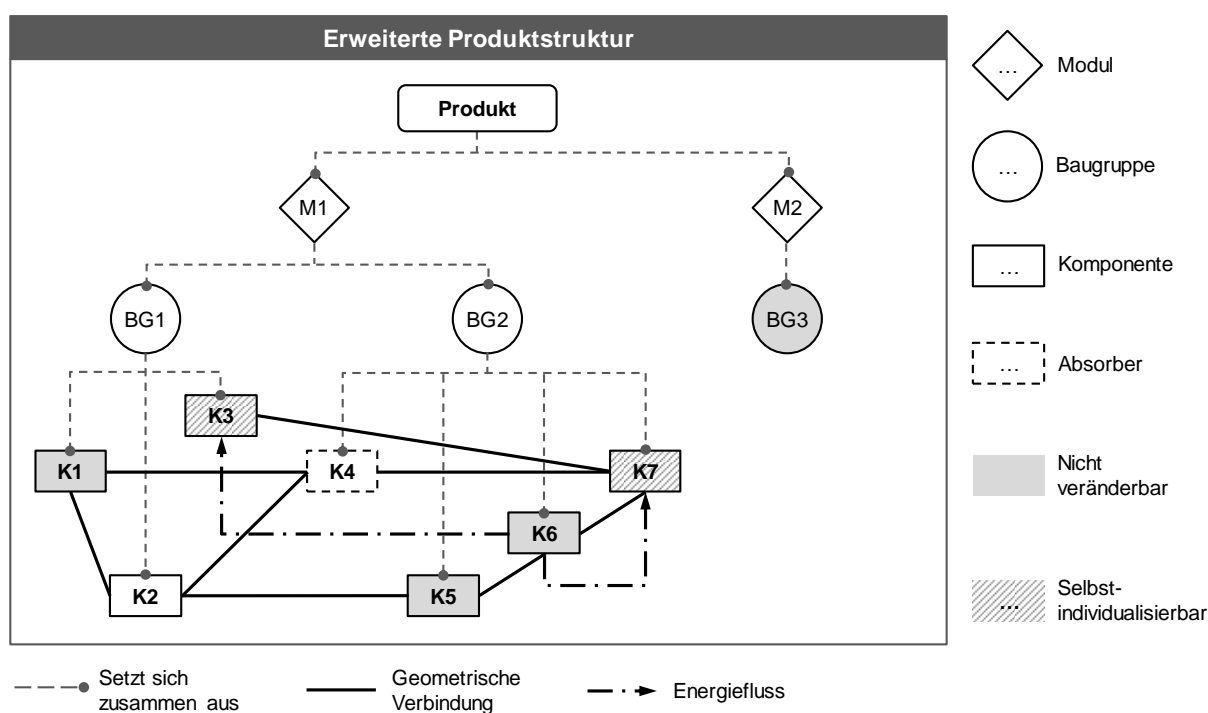 Erweiterte Produktstruktur
Produkt
M1
M2
BG1
BG2
BG3
K3
K1
K4
K7
K6
K2
K5
...
Modul
...
Baugruppe
...
Komponente
...
Absorber
Nicht
veränderbar
...
Selbst-
individualisierbar
Setzt sich
zusammen aus
Geometrische
Verbindung
Energiefluss